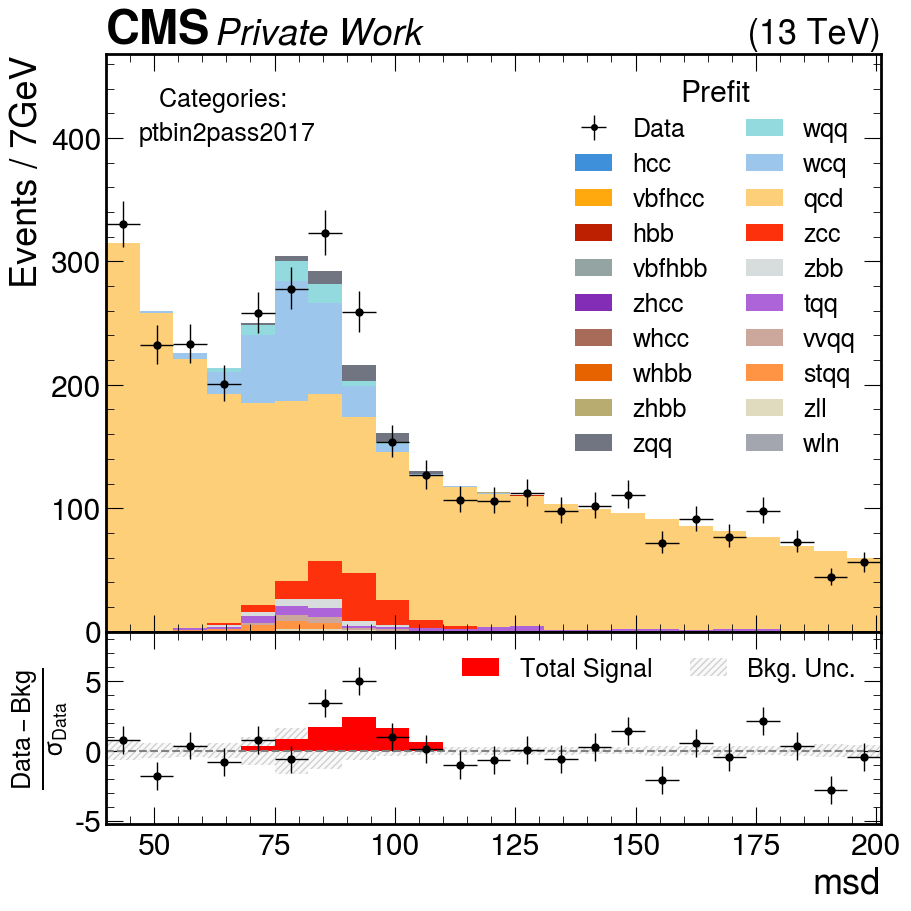 CMS Private Work (13 TeV)
Events / 7GeV
Categories:
ptbin2pass2017
Prefit
Data
hcc
vbfhcc
hbb
vbfhbb
zhcc
whcc
whbb
zhbb
zqq
wqq
wcq
qcd
zcc
zbb
tqq
vvqq
stqq
zll
wln
400
300
200
100
0
Data – Bkg
σData
Total Signal
Bkg. Unc.
5
0
-5
50 75 100 125 150 175 200
msd